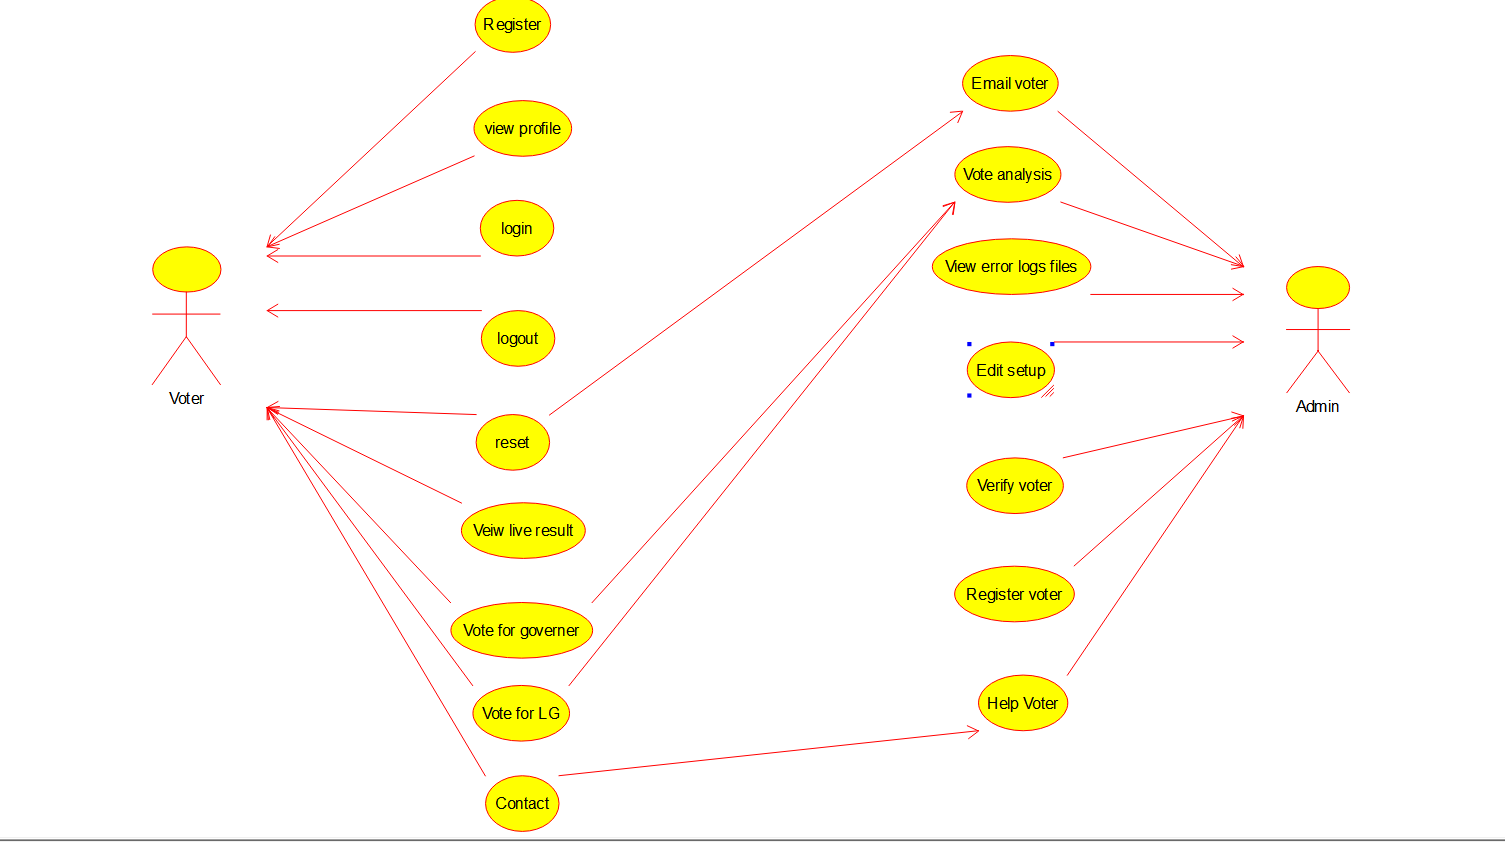 Register
view profile
login
logout
reset
Veiw live result
Vote for governer
Vote for LG
Contact
Voter
Email voter
Vote analysis
View error logs files
Edit setup
Verify voter
Register voter
Help Voter
Admin